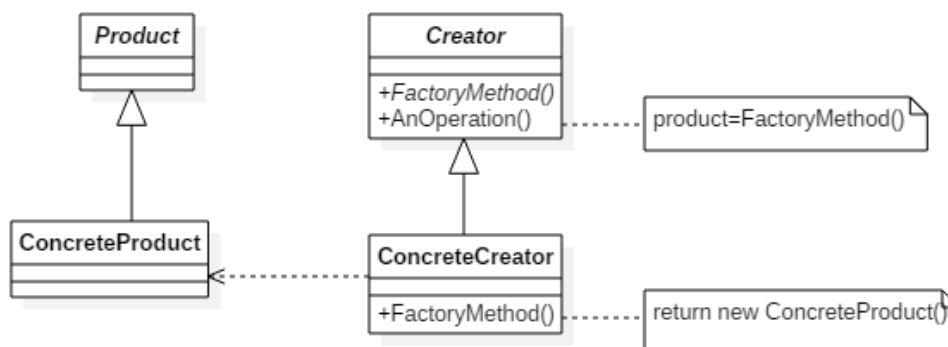 Product
Creator
+FactoryMethod()
+AnOperation()
product=FactoryMethod()
ConcreteProduct
ConcreteCreator
+FactoryMethod()
return new ConcreteProduct()